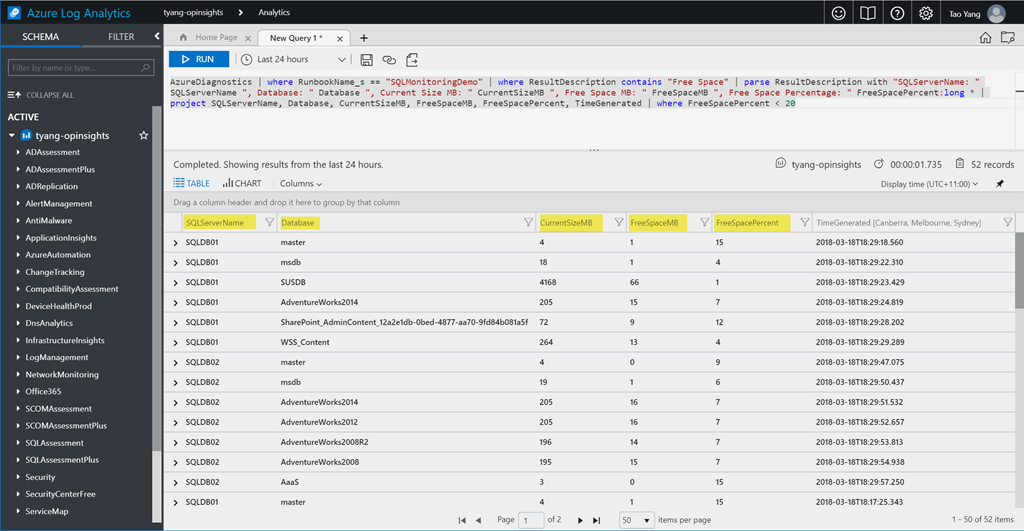 Azure Log Analytics
tyang-opinsights > Analytics
Tao Yang
SCHEMA
FILTER
Filter by name or type...
COLLAPSE ALL
ACTIVE
tyang-opinsights
ADAssessment
ADAssessmentPlus
ADReplication
AlertManagement
AntiMalware
ApplicationInsights
AzureAutomation
ChangeTracking
CompatibilityAssessment
DeviceHealthProd
DnsAnalytics
InfrastructureInsights
LogManagement
NetworkMonitoring
Office365
SCOMAssessment
SCOMAssessmentPlus
SQLAssessment
SQLAssessmentPlus
Security
SecurityCenterFree
ServiceMap
Home Page
New Query 1*
RUN
Last 24 hours
AzureDiagnostics | where RunbookName_s == "SQLMonitoringDemo" | where ResultDescription contains "Free Space" | parse ResultDescription with "SQLServerName: "
SQLServerName ", Database: " Database ", Current Size MB: " CurrentSizeMB ", Free Space MB: " FreeSpaceMB ", Free Space Percentage: " FreeSpacePercent:long * |
project SQLServerName, Database, CurrentSizeMB, FreeSpaceMB, FreeSpacePercent, TimeGenerated | where FreeSpacePercent < 20
Completed. Showing results from the last 24 hours.
tyang-opinsights
00:00:01.735
52 records
TABLE
CHART
Columns
Display time (UTC+11:00)
Drag a column header and drop it here to group by that column
SQLServerName Database CurrentSizeMB FreeSpaceMB FreeSpacePercent TimeGenerated [Canberra, Melbourne, Sydney]
SQLDB01 master 4 1 15 2018-03-18T18:29:18.560
SQLDB01 msdb 18 1 4 2018-03-18T18:29:22.310
SQLDB01 SUSDB 4168 66 1 2018-03-18T18:29:23.429
SQLDB01 AdventureWorks2014 205 15 7 2018-03-18T18:29:24.819
SQLDB01 SharePoint_AdminContent_12a2e1db-0bed-4877-aa70-9fd84b081a5f 72 9 12 2018-03-18T18:29:28.202
SQLDB01 WSS_Content 264 13 4 2018-03-18T18:29:29.289
SQLDB02 master 4 0 9 2018-03-18T18:29:47.075
SQLDB02 msdb 19 1 6 2018-03-18T18:29:50.437
SQLDB02 AdventureWorks2014 205 16 7 2018-03-18T18:29:51.532
SQLDB02 AdventureWorks2012 205 16 7 2018-03-18T18:29:52.657
SQLDB02 AdventureWorks2008R2 196 14 7 2018-03-18T18:29:53.813
SQLDB02 AdventureWorks2008 195 15 7 2018-03-18T18:29:54.938
SQLDB02 AaaS 3 0 15 2018-03-18T18:29:57.250
SQLDB01 master 4 1 15 2018-03-18T18:17:25.343
Page 1 of 2
50 items per page
1 - 50 of 52 items